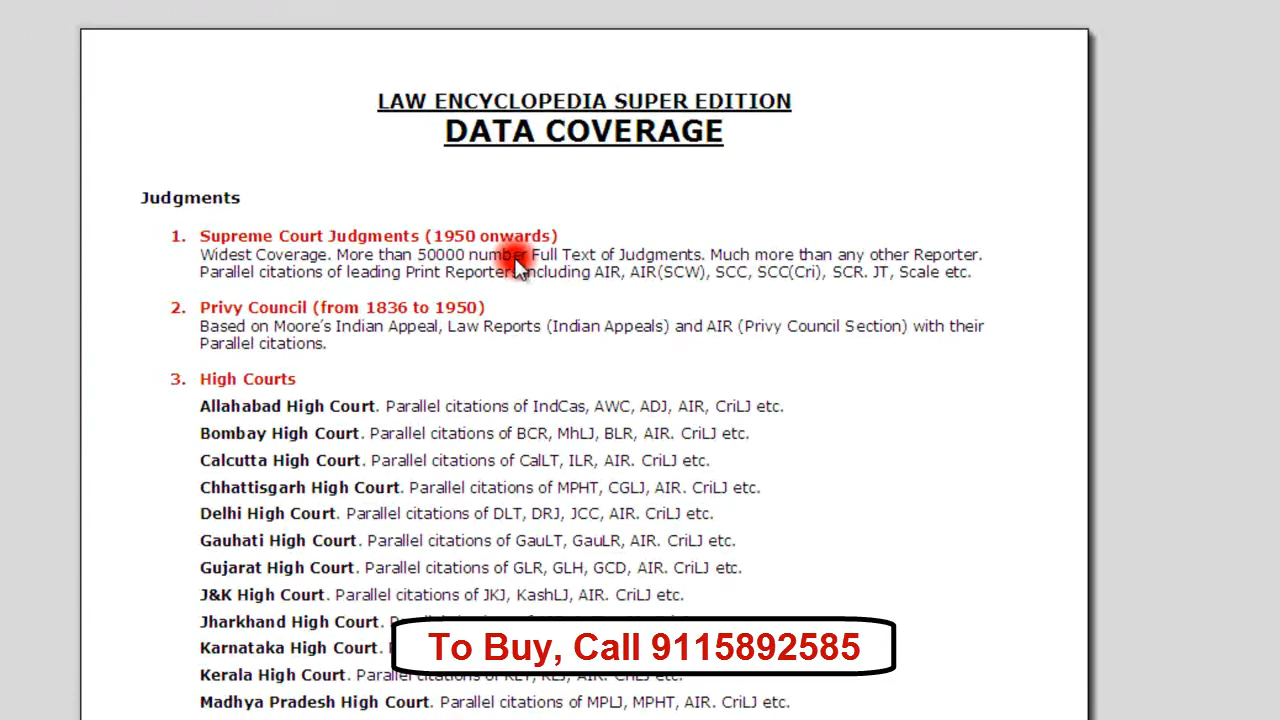 LAW ENCYCLOPEDIA SUPER EDITION
DATA COVERAGE
Judgments
1. Supreme Court Judgments (1950 onwards)
Widest Coverage. More than 50000 number Full Text of Judgments. Much more than any other Reporter.
Parallel citations of leading Print Reporters including AIR, AIR(SCW), SCC, SCC(Cri), SCR. JT, Scale etc.
2. Privy Council (from 1836 to 1950)
Based on Moore’s Indian Appeal, Law Reports (Indian Appeals) and AIR (Privy Council Section) with their
Parallel citations.
3. High Courts
Allahabad High Court. Parallel citations of IndCas, AWC, ADJ, AIR, CriLJ etc.
Bombay High Court. Parallel citations of BCR, MhLJ, BLR, AIR. CriLJ etc.
Calcutta High Court. Parallel citations of CalLT, ILR, AIR. CriLJ etc.
Chhattisgarh High Court. Parallel citations of MPHT, CGLJ, AIR. CriLJ etc.
Delhi High Court. Parallel citations of DLT, DRJ, JCC, AIR. CriLJ etc.
Gauhati High Court. Parallel citations of GauLT, GauLR, AIR. CriLJ etc.
Gujarat High Court. Parallel citations of GLR, GLH, GCD, AIR. CriLJ etc.
J&K High Court. Parallel citations of JKJ, KashLJ, AIR. CriLJ etc.
Jharkhand High Court.
Karnataka High Court.
To Buy, Call 9115892585
Kerala High Court. Parallel citations of KLT, KLJ, AIR. CriLJ etc.
Madhya Pradesh High Court. Parallel citations of MPLJ, MPHT, AIR. CriLJ etc.